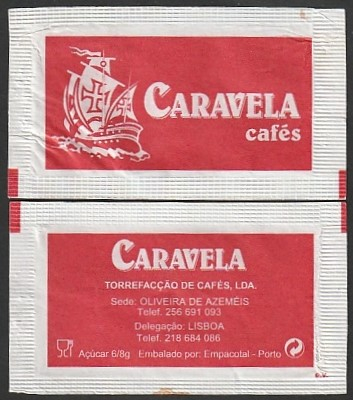 CARAVELA
cafés
CARAVELA
TORREFACÇÃO DE CAFÉS, LDA.
Sede: OLIVEIRA DE AZEMÉIS
Telef. 256 691 093
Delegação: LISBOA
Telef. 218 684 086
Açúcar 6/8g Embalado por: Empacotal - Porto
e.v.